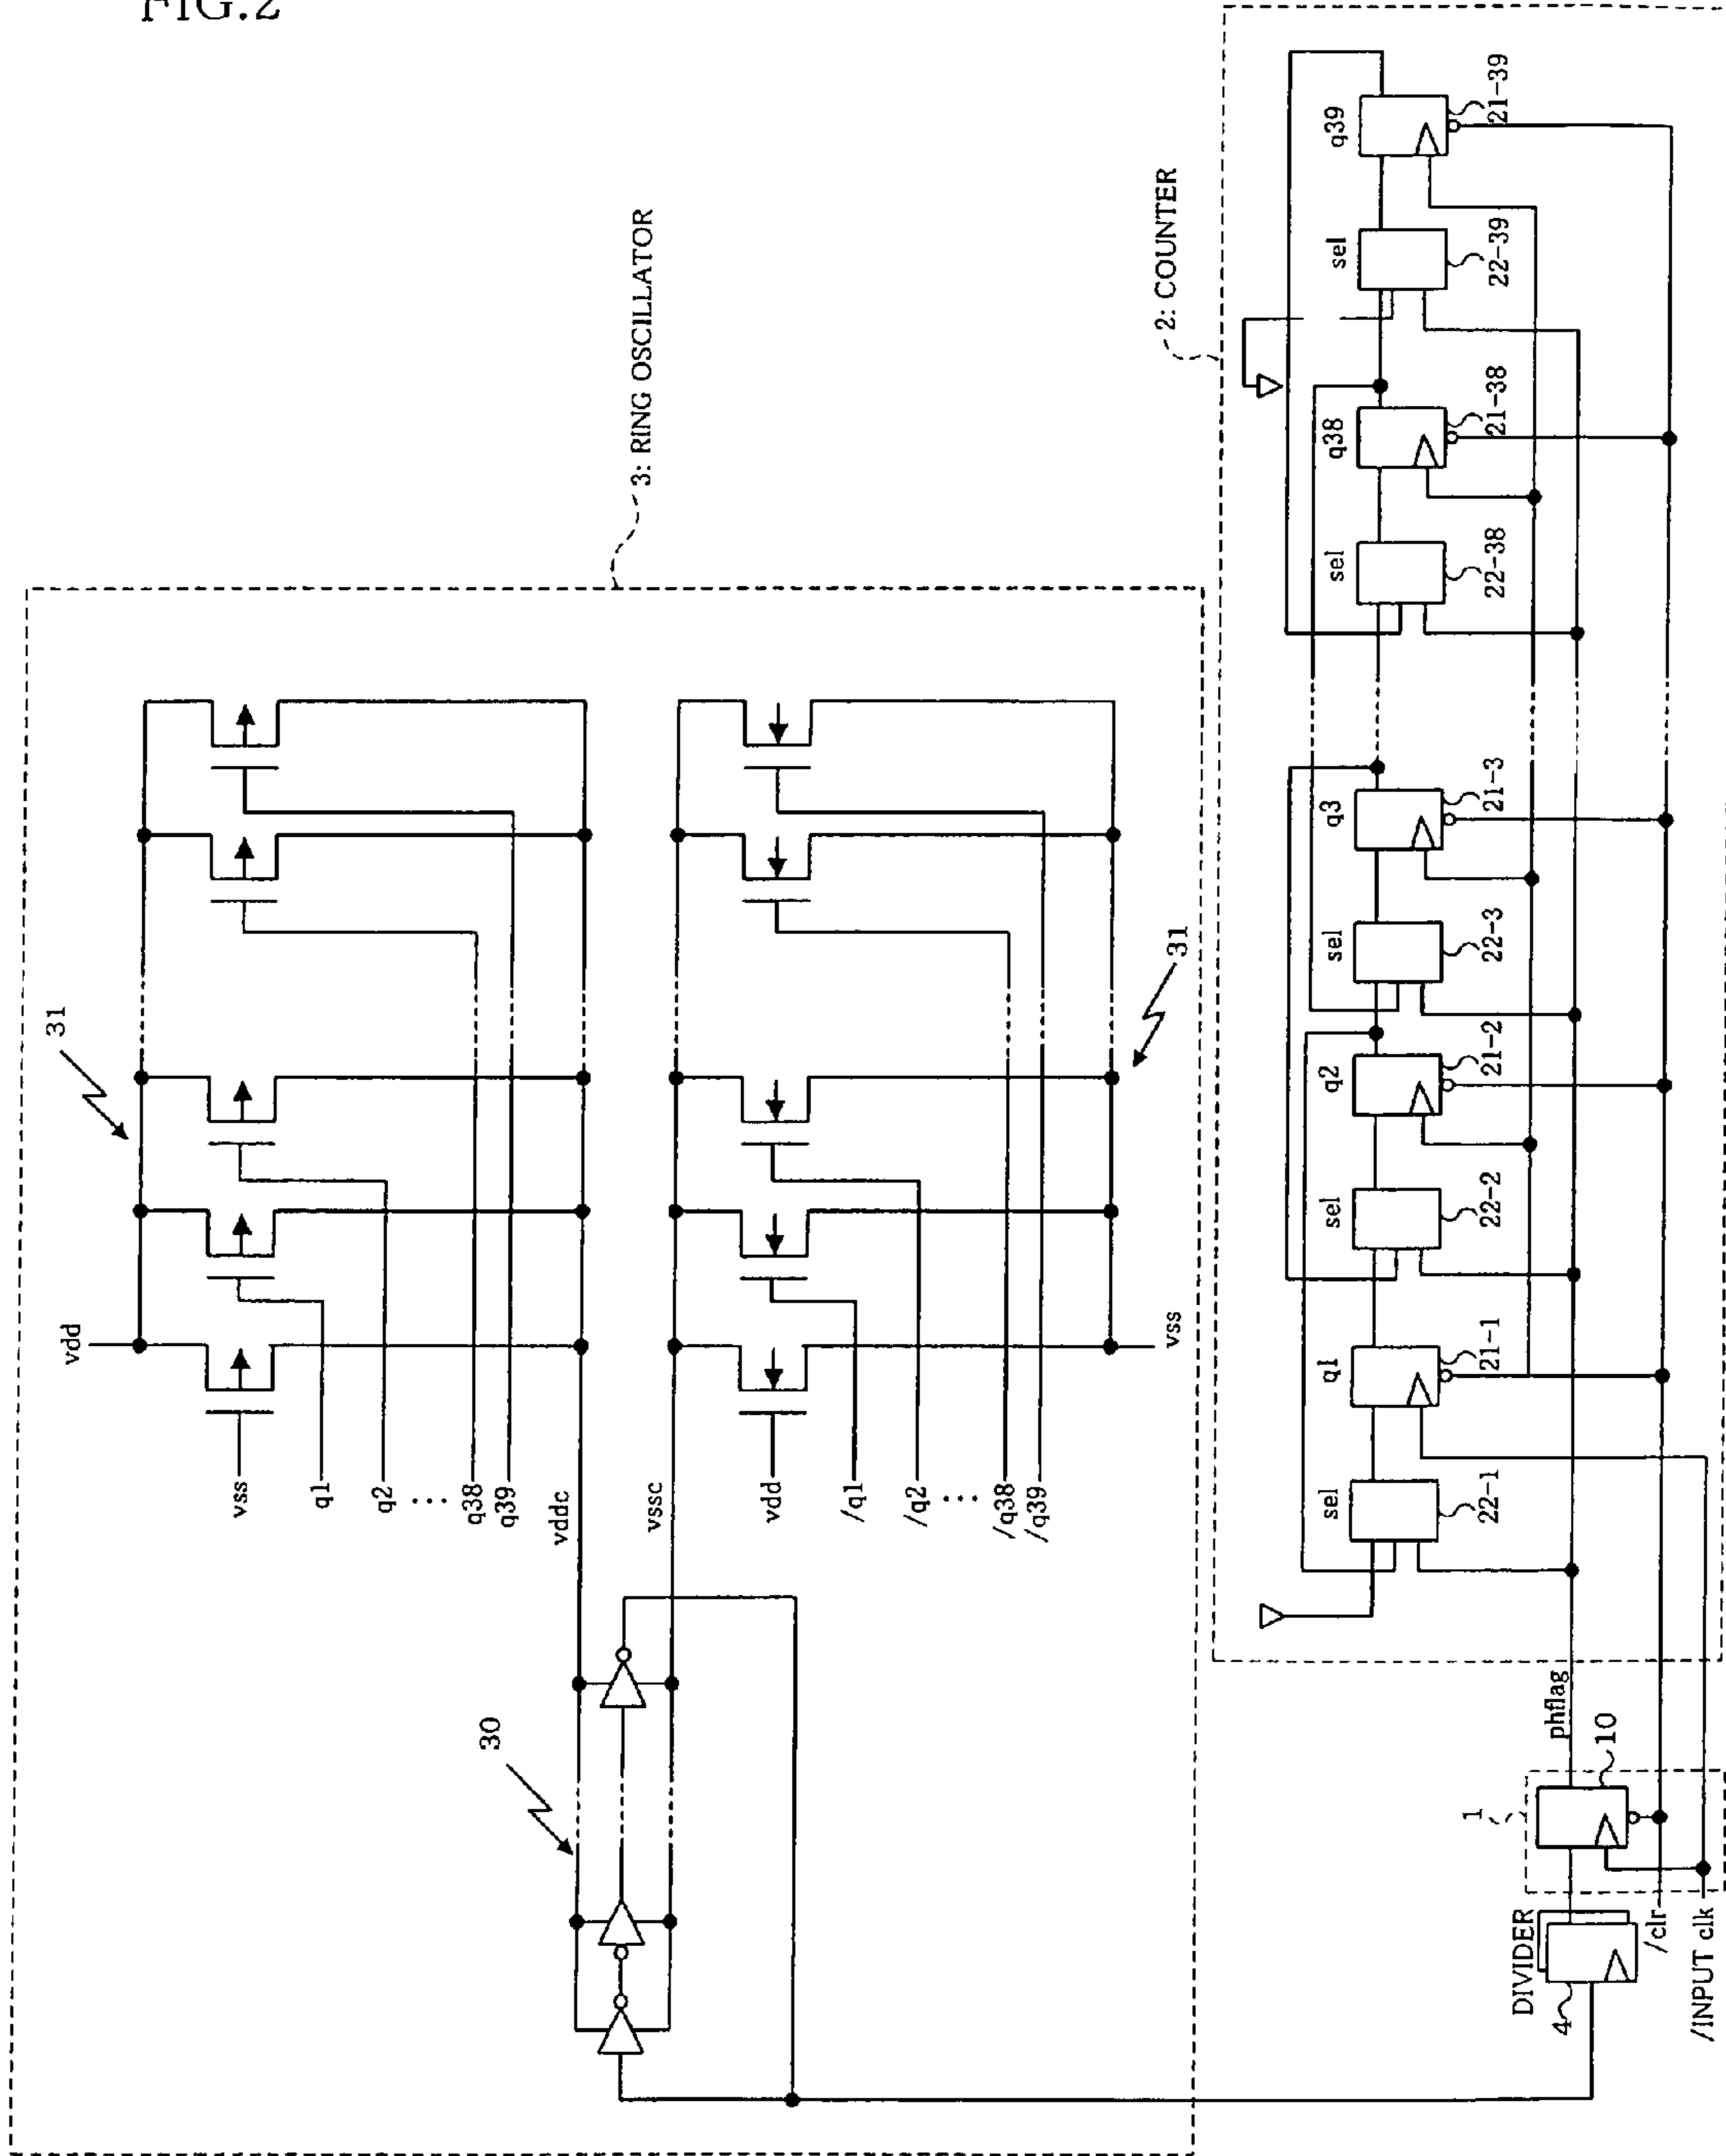 FIG.2
3: RING OSCILLATOR
31
vdd
vss
q1
q2
...
q38
q39
vddc
vssc
vdd
/q1
/q2
...
/q38
/q39
vss
31
30
2: COUNTER
sel
q1
sel
q2
sel
q3
sel
q38
sel
q39
22-1
21-1
22-2
21-2
22-3
21-3
22-38
21-38
22-39
21-39
phflag
1
10
DIVIDER
4
/clr
/INPUT clk